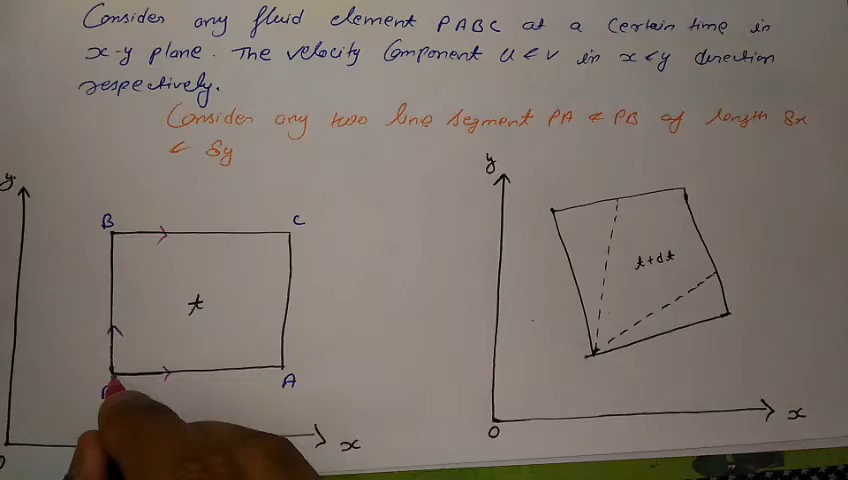 Consider any fluid element PABC at a certain time in
x-y plane. The velocity Component u & v in x & y direction
respectively.
Consider any two line segment PA & PB of length δx
& δy
y
B
C
t
A
x
y
t+dt
O
x